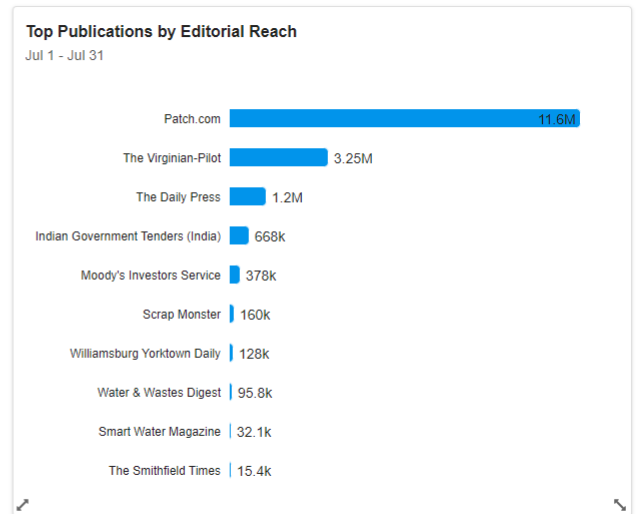 Top Publications by Editorial Reach
Jul 1 - Jul 31
Patch.com 11.6M
The Virginian-Pilot 3.25M
The Daily Press 1.2M
Indian Government Tenders (India) 668k
Moody's Investors Service 378k
Scrap Monster 160k
Williamsburg Yorktown Daily 128k
Water & Wastes Digest 95.8k
Smart Water Magazine 32.1k
The Smithfield Times 15.4k